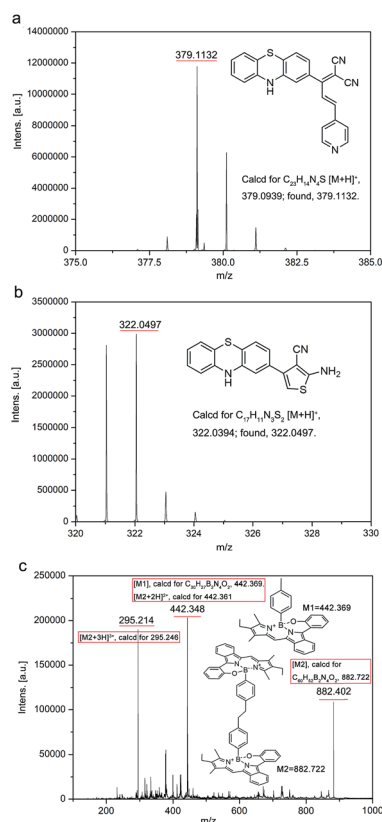 a
14000000
12000000
10000000
8000000
6000000
4000000
2000000
0
Intens. [a.u.]
379.1132
S
N
H
CN
CN
N
Calcd for C₂₃H₁₄N₄S [M+H]⁺,
379.0939; found, 379.1132.
375.0 377.5 380.0 382.5 385.0
m/z
b
3500000
3000000
2500000
2000000
1500000
1000000
500000
0
Intens. [a.u.]
322.0497
S
N
H
CN
NH₂
S
Calcd for C₁₇H₁₁N₃S₂ [M+H]⁺,
322.0394; found, 322.0497.
320 322 324 326 328 330
m/z
c
250000
200000
150000
100000
50000
0
Intens. [a.u.]
[M1], calcd for 442.369.
[M2+2H]²⁺, calcd for 442.361
442.348
295.214
[M2+3H]³⁺, calcd for 295.246
M1=442.369
[M2], calcd for
882.722
882.402
M2=882.722
200 400 600 800 1000
m/z